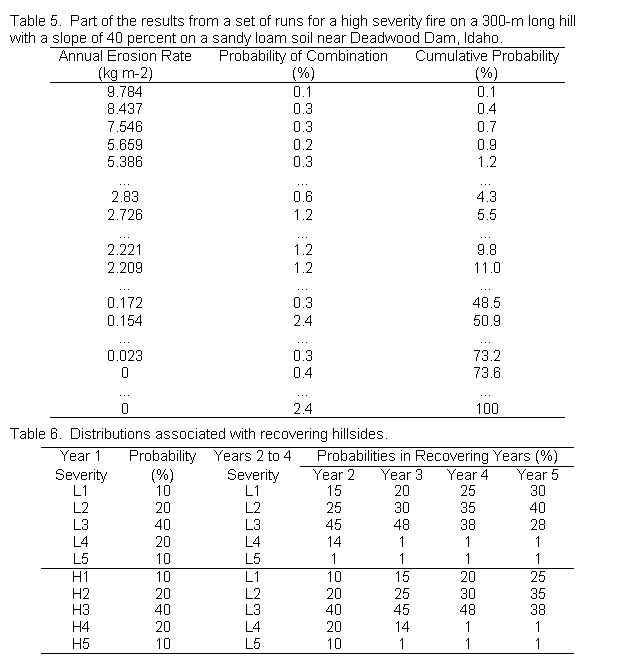 Table 5. Part of the results from a set of runs for a high severity fire on a 300-m long hill
with a slope of 40 percent on a sandy loam soil near Deadwood Dam, Idaho.
Annual Erosion Rate Probability of Combination Cumulative Probability
(kg m-2) (%) (%)
9.784 0.1 0.1
8.437 0.3 0.4
7.546 0.3 0.7
5.659 0.2 0.9
5.386 0.3 1.2
... ... ...
2.83 0.6 4.3
2.726 1.2 5.5
... ... ...
2.221 1.2 9.8
2.209 1.2 11.0
... ... ...
0.172 0.3 48.5
0.154 2.4 50.9
... ... ...
0.023 0.3 73.2
0 0.4 73.6
... ... ...
0 2.4 100
Table 6. Distributions associated with recovering hillsides.
Year 1 Probability Years 2 to 4 Probabilities in Recovering Years (%)
Severity (%) Severity Year 2 Year 3 Year 4 Year 5
L1 10 L1 15 20 25 30
L2 20 L2 25 30 35 40
L3 40 L3 45 48 38 28
L4 20 L4 14 1 1 1
L5 10 L5 1 1 1 1
H1 10 L1 10 15 20 25
H2 20 L2 20 25 30 35
H3 40 L3 40 45 48 38
H4 20 L4 20 14 1 1
H5 10 L5 10 1 1 1